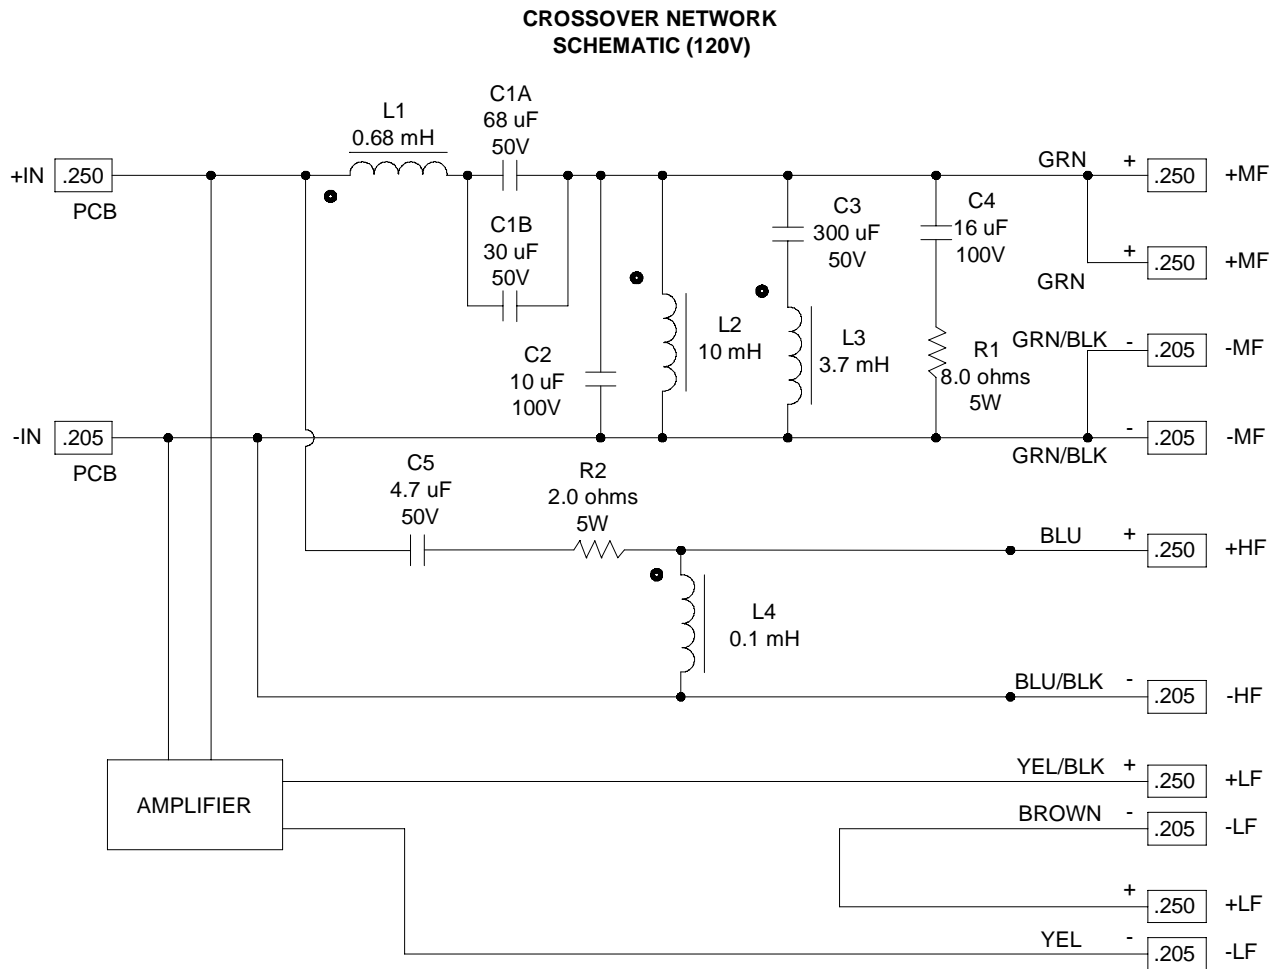 CROSSOVER NETWORK
SCHEMATIC (120V)
L1
0.68 mH
C1A
68 uF
50V
+IN
.250
PCB
C1B
30 uF
50V
C2
10 uF
100V
L2
10 mH
C3
300 uF
50V
L3
3.7 mH
C4
16 uF
100V
R1
8.0 ohms
5W
GRN
+
.250
+MF
+
.250
+MF
GRN
GRN/BLK
-
.205
-MF
-IN
.205
PCB
-
.205
-MF
GRN/BLK
C5
4.7 uF
50V
R2
2.0 ohms
5W
BLU
+
.250
+HF
L4
0.1 mH
BLU/BLK
-
.205
-HF
AMPLIFIER
YEL/BLK
+
.250
+LF
BROWN
-
.205
-LF
+
.250
+LF
YEL
-
.205
-LF